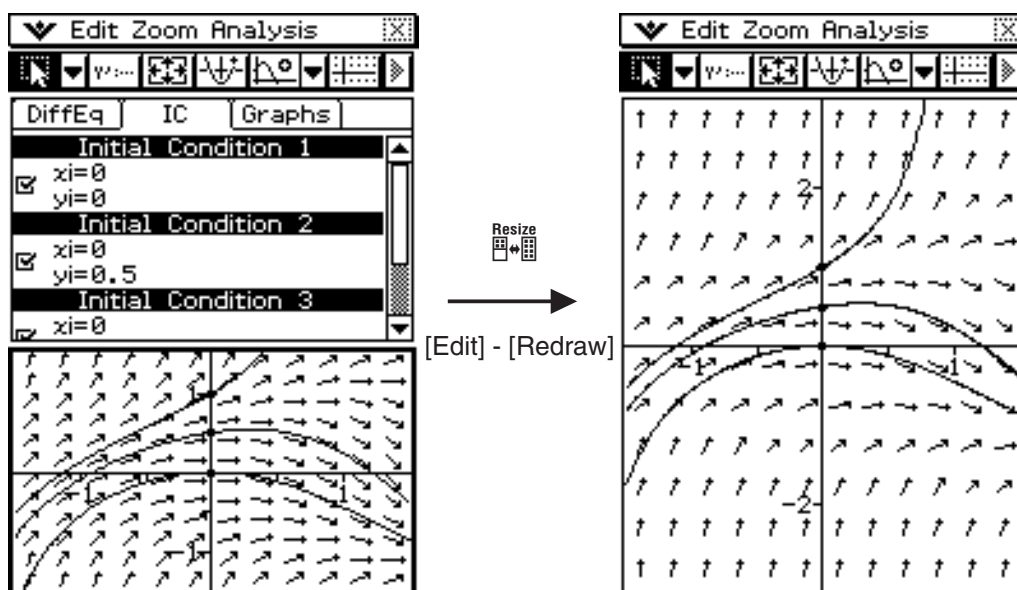 Edit Zoom Analysis
DiffEq IC Graphs
Initial Condition 1
xi=0
yi=0
Initial Condition 2
xi=0
yi=0.5
Initial Condition 3
xi=0
1
-1
1
-1
Resize
[Edit] - [Redraw]
Edit Zoom Analysis
2
-1
1
-2